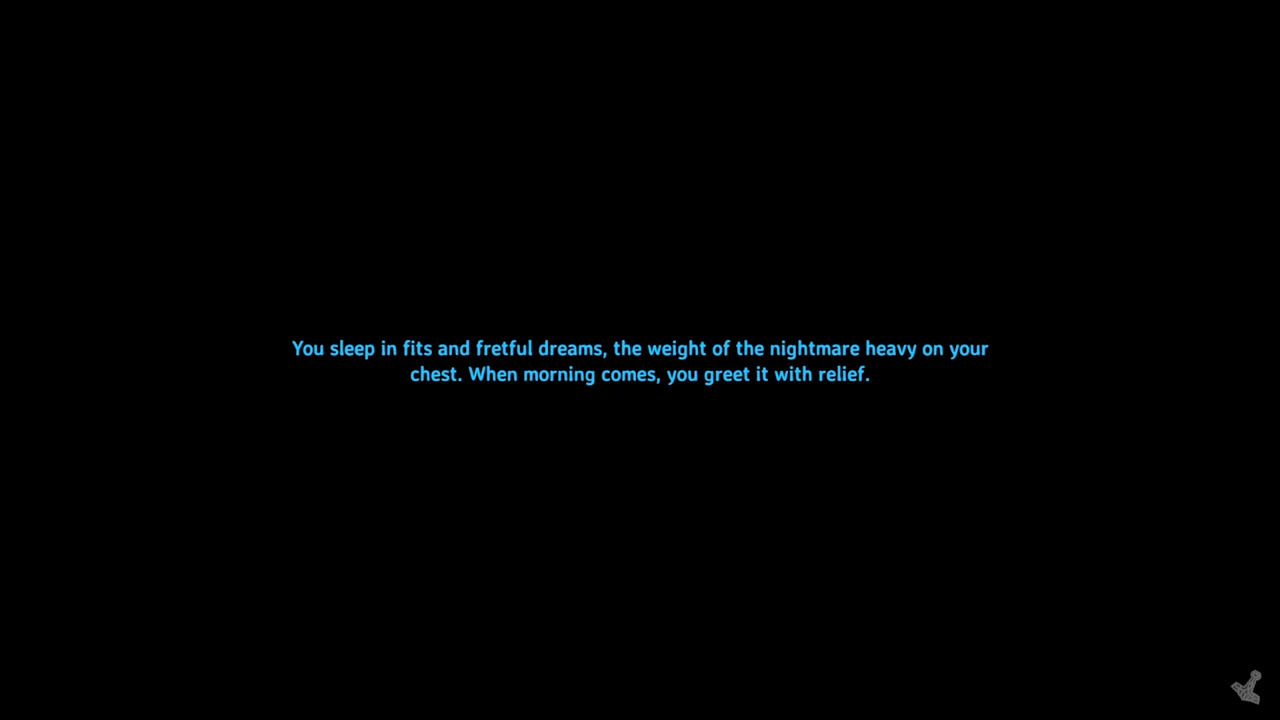 You sleep in fits and fretful dreams, the weight of the nightmare heavy on your
chest. When morning comes, you greet it with relief.